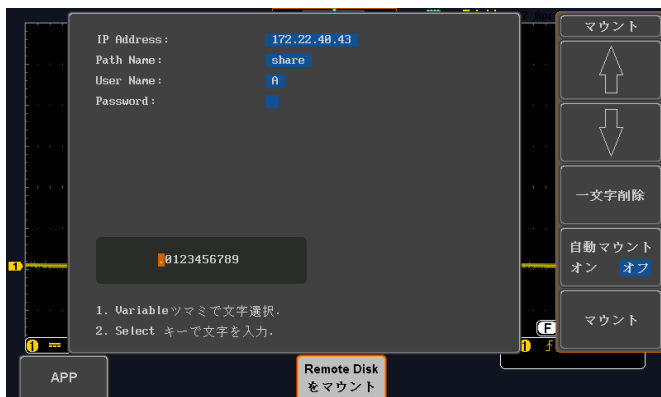 IP Address: 172.22.40.43
Path Name: share
User Name: A
Password:
.0123456789
1. Variableツマミで文字選択.
2. Select キーで文字を入力.
マウント
一文字削除
自動マウント
オン オフ
マウント
1
1
F
1
APP
Remote Disk
をマウント